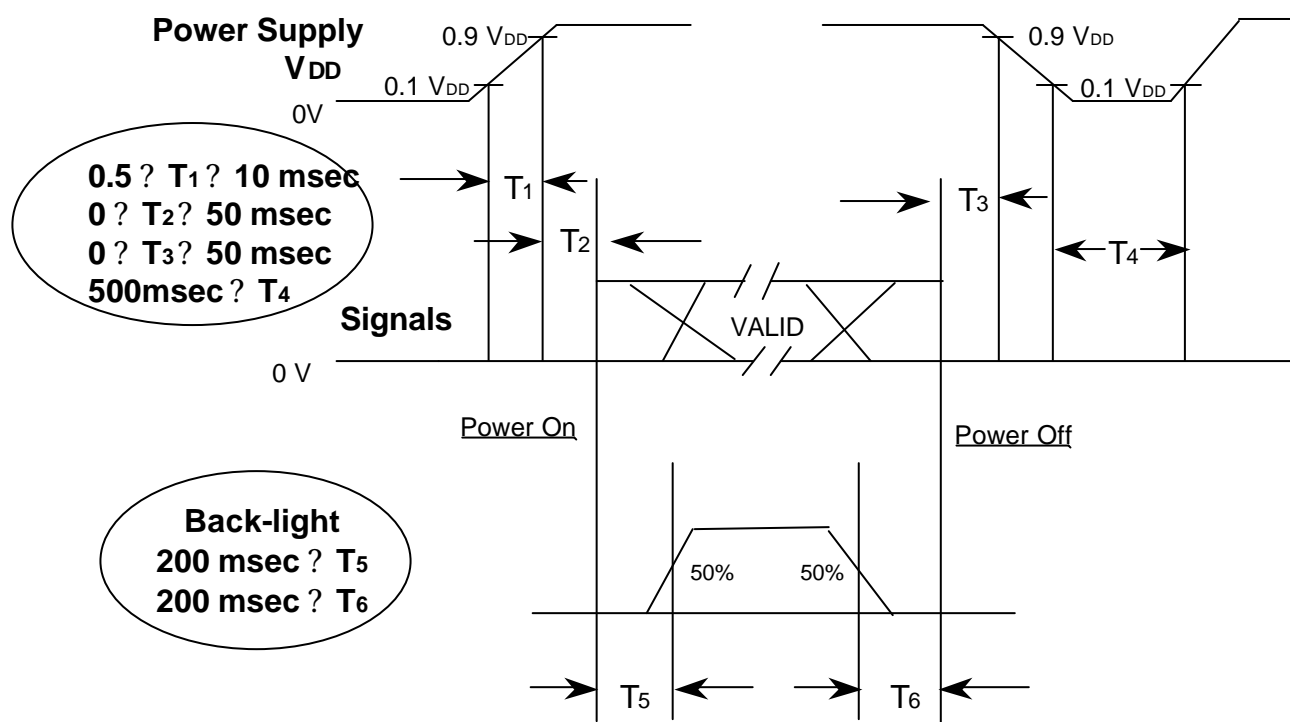 Power Supply
VDD
0.9 VDD
0.1 VDD
0V
0.9 VDD
0.1 VDD
0.5 ? T1 ? 10 msec
0 ? T2 ? 50 msec
0 ? T3 ? 50 msec
500msec ? T4
T1
T2
T3
T4
Signals
VALID
0 V
Power On
Power Off
Back-light
200 msec ? T5
200 msec ? T6
50%
50%
T5
T6